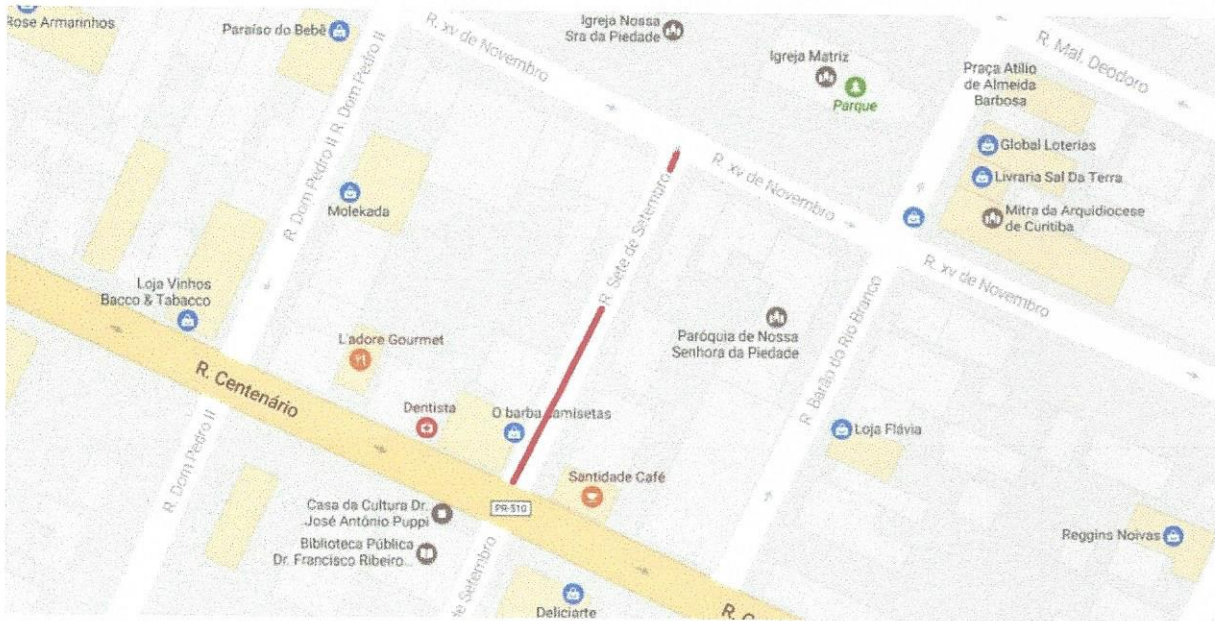 Rose Armarinhos
Paraíso do Bebê
R. Dom Pedro II
R. Dom Pedro II
R. xv de Novembro
Igreja Nossa
Sra da Piedade
Igreja Matriz
Parque
R. Mal. Deodoro
Praça Atílio
de Almeida
Barbosa
Global Loterias
Livraria Sal Da Terra
Mitra da Arquidiocese
de Curitiba
Molekada
R. Sete de Setembro
R. xv de Novembro
R. xv de Novembro
Loja Vinhos
Bacco & Tabacco
L'adore Gourmet
Paróquia de Nossa
Senhora da Piedade
R. Barão do Rio Branco
R. Centenário
Dentista
O barba camisetas
Loja Flávia
R. Dom Pedro II
Santidade Café
PR-510
Casa da Cultura Dr.
José Antônio Puppi
Biblioteca Pública
Dr. Francisco Ribeiro...
de Setembro
Reggins Noivas
Deliciarte
R. C